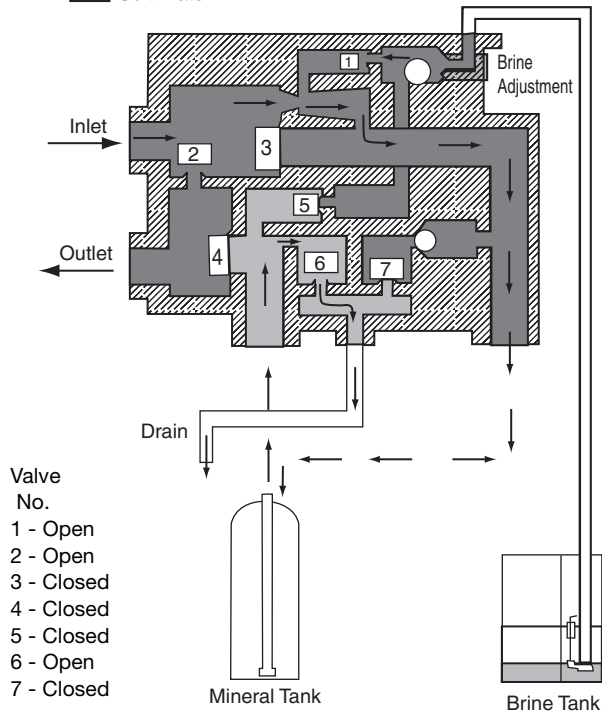 Brine
Adjustment
1
Inlet
2
3
5
Outlet
4
6
7
Drain
Valve
No.
1 - Open
2 - Open
3 - Closed
4 - Closed
5 - Closed
6 - Open
7 - Closed
Mineral Tank
Brine Tank